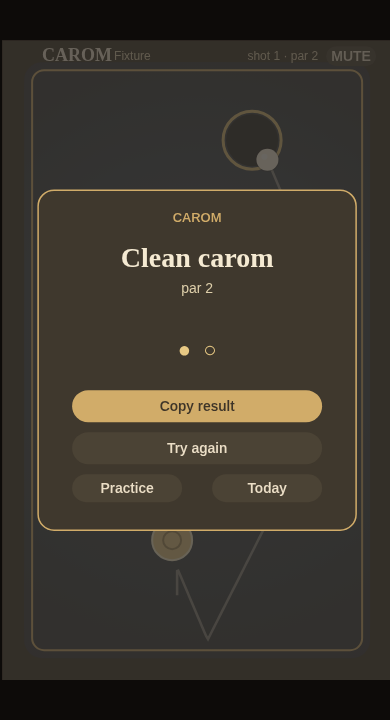 CAROM Fixture shot 1 · par 2 MUTE
CAROM
Clean carom
par 2
Copy result
Try again
Practice Today